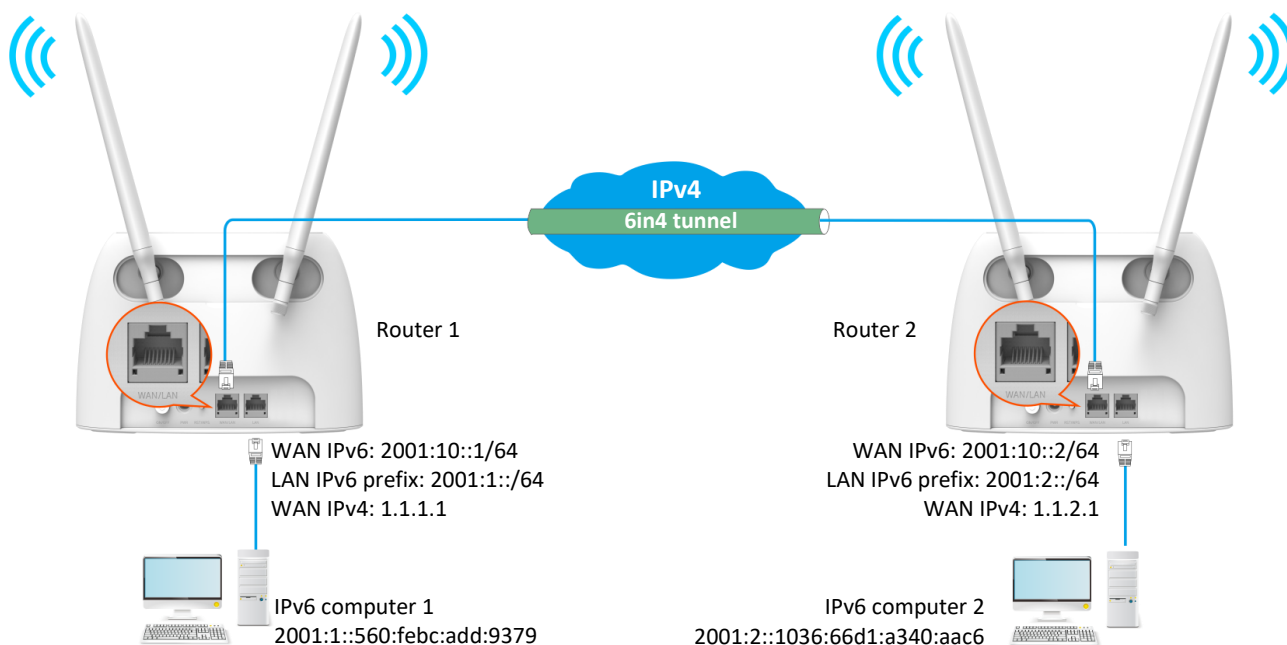 IPv4
6in4 tunnel
Router 1
Router 2
WAN/LAN
WAN/LAN
WAN IPv6: 2001:10::1/64
LAN IPv6 prefix: 2001:1::/64
WAN IPv4: 1.1.1.1
WAN IPv6: 2001:10::2/64
LAN IPv6 prefix: 2001:2::/64
WAN IPv4: 1.1.2.1
IPv6 computer 1
2001:1::560:febc:add:9379
IPv6 computer 2
2001:2::1036:66d1:a340:aac6